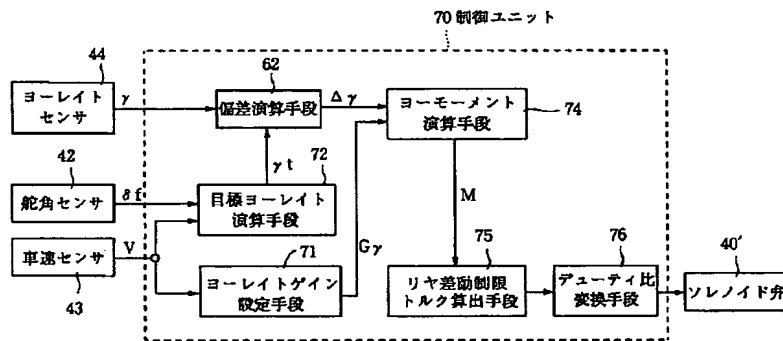 70 制御ユニット
44
ヨーレイト
センサ
γ
62
偏差演算手段
Δγ
ヨーモーメント
演算手段
74
γt
42
舵角センサ
δf
72
目標ヨーレイト
演算手段
M
車速センサ
43
V
71
ヨーレイトゲイン
設定手段
Gγ
75
リヤ差動制限
トルク算出手段
76
デューティ比
変換手段
40'
ソレノイド弁